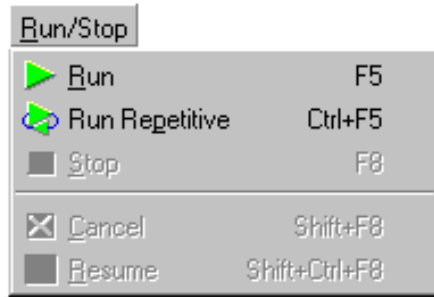 Run/Stop
Run F5
Run Repetitive Ctrl+F5
Stop F8
Cancel Shift+F8
Resume Shift+Ctrl+F8